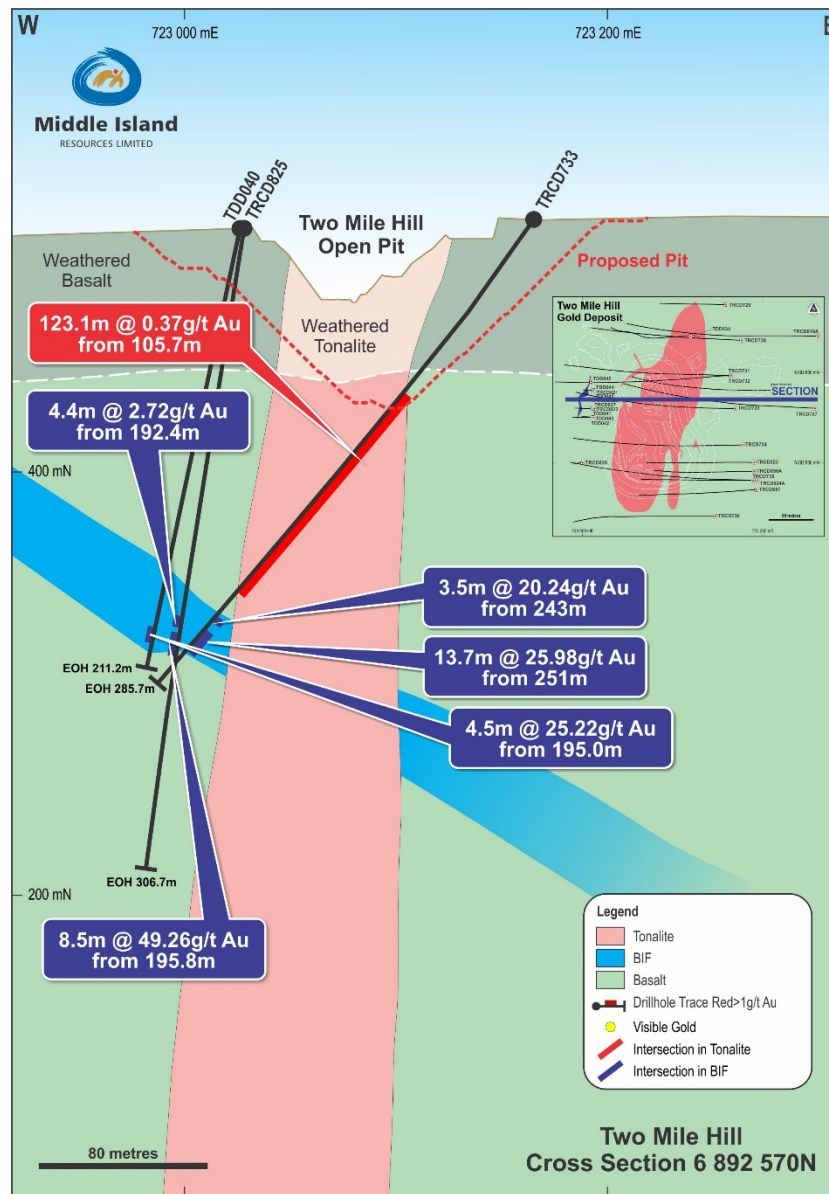 W
723 000 mE
723 200 mE
E
Middle Island
RESOURCES LIMITED
TDD040
TRCD825
TRCD733
Two Mile Hill
Open Pit
Weathered
Basalt
Proposed Pit
Weathered
Tonalite
123.1m @ 0.37g/t Au
from 105.7m
Two Mile Hill
Gold Deposit
TRCD729
TRCD731
TRCD732
SECTION
TRCD734
TRCD738
4.4m @ 2.72g/t Au
from 192.4m
400 mN
3.5m @ 20.24g/t Au
from 243m
13.7m @ 25.98g/t Au
from 251m
4.5m @ 25.22g/t Au
from 195.0m
EOH 211.2m
EOH 285.7m
EOH 306.7m
200 mN
8.5m @ 49.26g/t Au
from 195.8m
Legend
Tonalite
BIF
Basalt
Drillhole Trace Red>1g/t Au
Visible Gold
Intersection in Tonalite
Intersection in BIF
80 metres
Two Mile Hill
Cross Section 6 892 570N